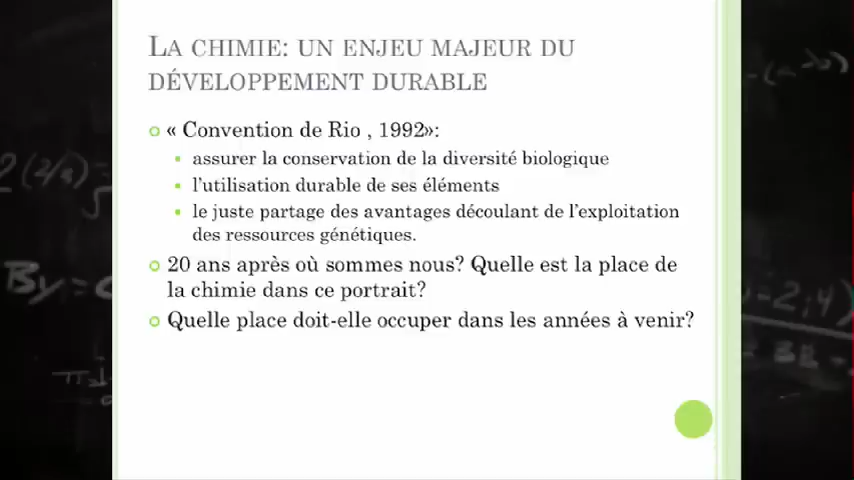 LA CHIMIE: UN ENJEU MAJEUR DU
DÉVELOPPEMENT DURABLE
« Convention de Rio , 1992»:
assurer la conservation de la diversité biologique
l'utilisation durable de ses éléments
le juste partage des avantages découlant de l'exploitation
des ressources génétiques.
20 ans après où sommes nous? Quelle est la place de
la chimie dans ce portrait?
Quelle place doit-elle occuper dans les années à venir?
By=